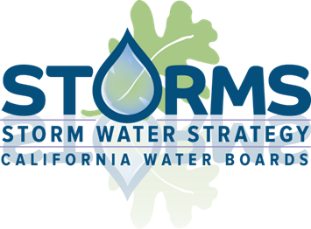 STORMS
STORM WATER STRATEGY
CALIFORNIA WATER BOARDS